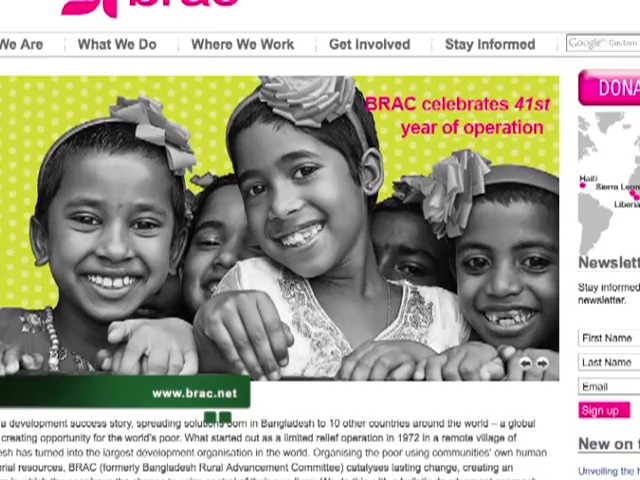 brac
We Are
What We Do
Where We Work
Get Involved
Stay Informed
Google™ Custom
BRAC celebrates 41st
year of operation
DONA
Haiti
Sierra Leon
Liberia
Newslett
Stay informed
newsletter.
First Name
Last Name
Email
Sign up
New on t
Unveiling the h
www.brac.net
a development success story, spreading solutions born in Bangladesh to 10 other countries around the world – a global
creating opportunity for the world's poor. What started out as a limited relief operation in 1972 in a remote village of
esh has turned into the largest development organisation in the world. Organising the poor using communities' own human
erial resources, BRAC (formerly Bangladesh Rural Advancement Committee) catalyses lasting change, creating an